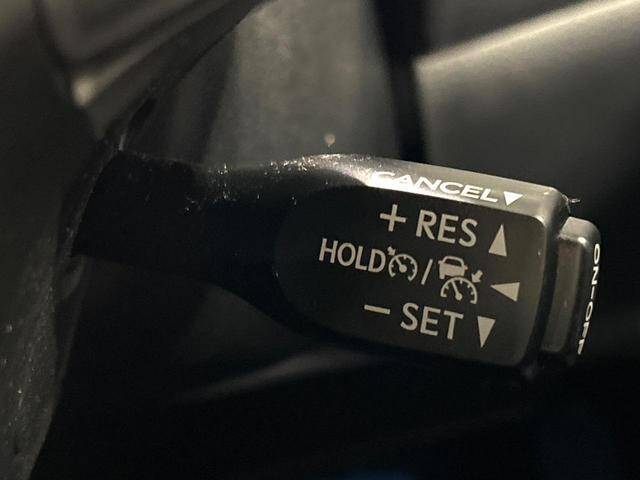 CANCEL
+ RES
HOLD /
− SET
ON-OFF